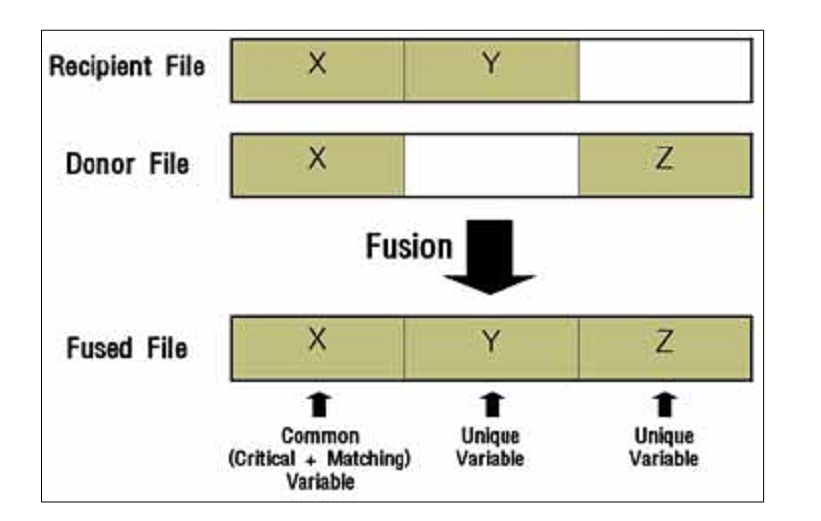 Recipient File X Y
Donor File X Z
Fusion
Fused File X Y Z
Common
(Critical + Matching)
Variable
Unique
Variable
Unique
Variable